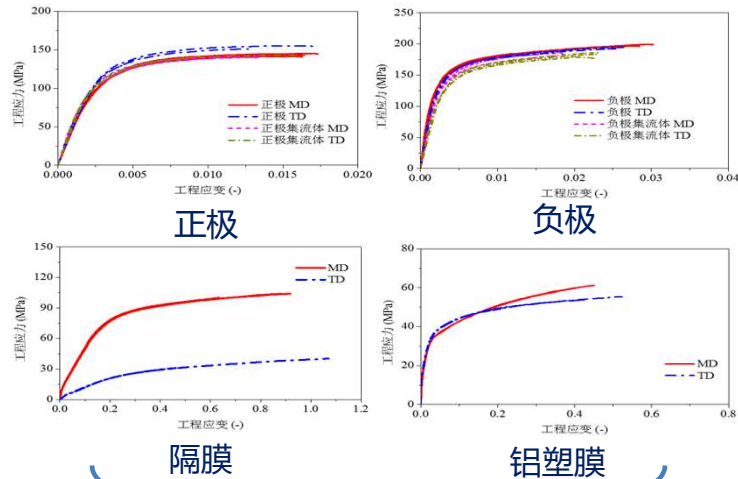 工程应力 (MPa)
200
150
100
50
0
0.000
0.005
0.010
0.015
0.020
正极 MD
正极 TD
正极集流体 MD
正极集流体 TD
工程应变 (-)
正极
工程应力 (MPa)
250
200
150
100
50
0
0.00
0.01
0.02
0.03
0.04
负极 MD
负极 TD
负极集流体 MD
负极集流体 TD
工程应变 (-)
负极
工程应力 (MPa)
150
120
90
60
30
0
0.0
0.2
0.4
0.6
0.8
1.0
1.2
MD
TD
工程应变 (-)
隔膜
工程应力 (MPa)
80
60
40
20
0
0.0
0.2
0.4
0.6
0.8
MD
TD
工程应变 (-)
铝塑膜